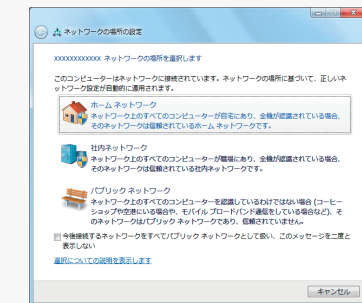 ネットワークの場所の設定
XXXXXXXXXXXX ネットワークの場所を選択します
このコンピューターはネットワークに接続されています。ネットワークの場所に基づいて、正しいネ
ットワーク設定が自動的に適用されます。
ホーム ネットワーク
ネットワーク上のすべてのコンピューターが自宅にあり、全機が認識されている場合、
そのネットワークは信頼されているホーム ネットワークです。
社内ネットワーク
ネットワーク上のすべてのコンピューターが職場にあり、全機が認識されている場合、
そのネットワークは信頼されている社内ネットワークです。
パブリック ネットワーク
ネットワーク上のすべてのコンピューターを認識しているわけではない場合 (コーヒー
ショップや空港にいる場合や、モバイル ブロードバンド通信をしている場合など)、そ
のネットワークはパブリック ネットワークであり、信頼されていません。
今後接続するネットワークをすべてパブリック ネットワークとして扱い、このメッセージを二度と
表示しない
選択についての説明を表示します
キャンセル